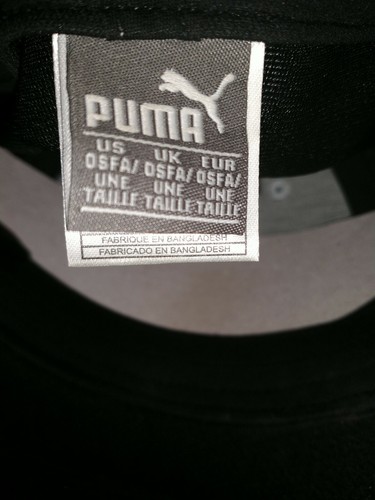 PUMA
US UK EUR
OSFA/ OSFA/ OSFA/
UNE UNE UNE
TAILLE TAILLE TAILLE
FABRIQUE EN BANGLADESH
FABRICADO EN BANGLADESH